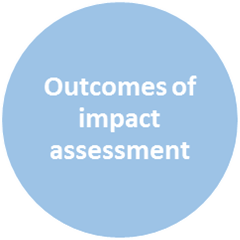 Outcomes of
impact
assessment